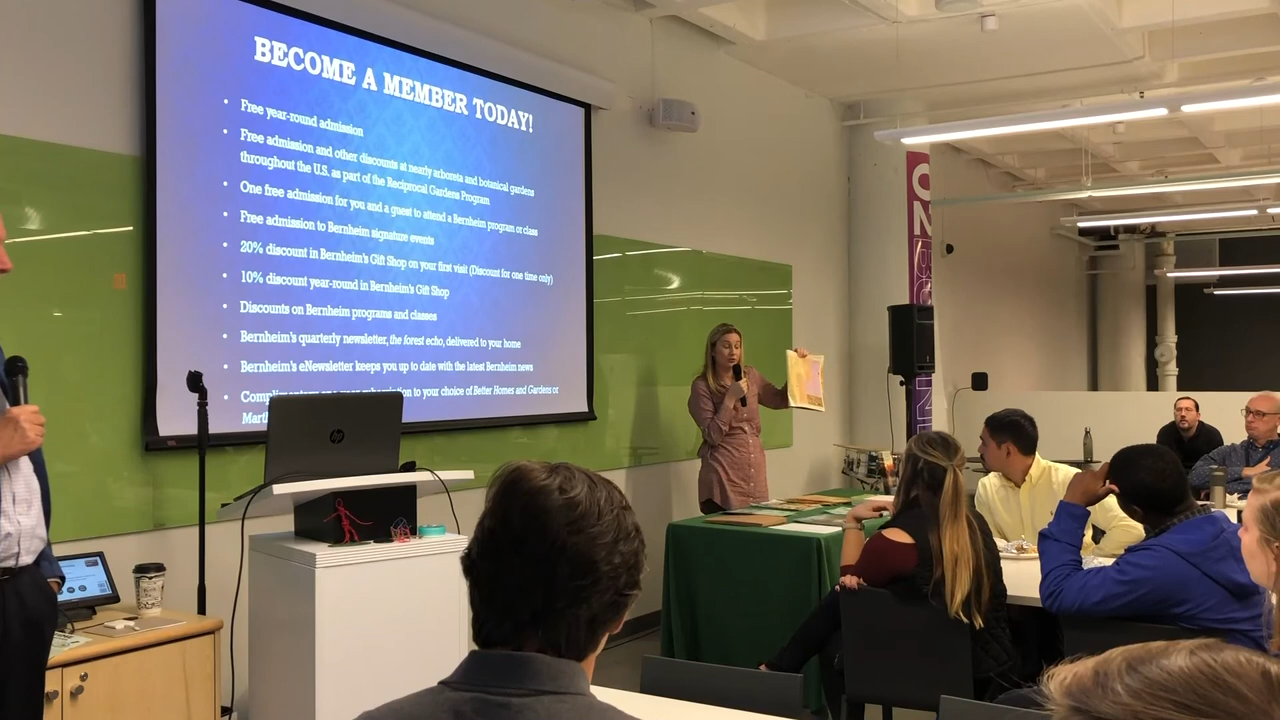 BECOME A MEMBER TODAY!
• Free year-round admission
• Free admission and other discounts at nearly arboreta and botanical gardens
throughout the U.S. as part of the Reciprocal Gardens Program
• One free admission for you and a guest to attend a Bernheim program or class
• Free admission to Bernheim signature events
• 20% discount in Bernheim's Gift Shop on your first visit (Discount for one time only)
• 10% discount year-round in Bernheim's Gift Shop
• Discounts on Bernheim programs and classes
• Bernheim's quarterly newsletter, the forest echo, delivered to your home
• Bernheim's eNewsletter keeps you up to date with the latest Bernheim news
• to your choice of Better Homes and Gardens or
hp